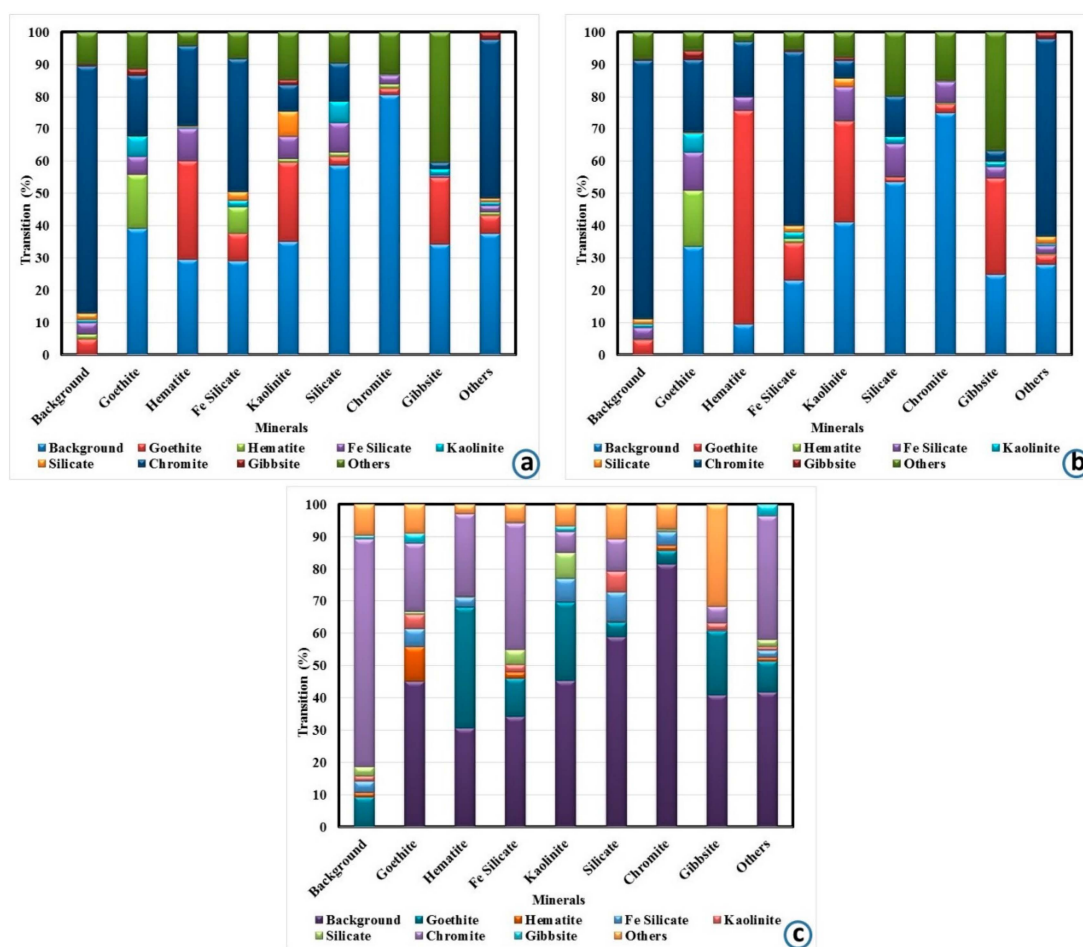 100
90
80
70
60
50
40
30
20
10
0
Transition (%)
Background
Goethite
Hematite
Fe Silicate
Kaolinite
Silicate
Chromite
Gibbsite
Others
Minerals
Background Goethite Hematite Fe Silicate Kaolinite
Silicate Chromite Gibbsite Others
a
100
90
80
70
60
50
40
30
20
10
0
Transition (%)
Background
Goethite
Hematite
Fe Silicate
Kaolinite
Silicate
Chromite
Gibbsite
Others
Minerals
Background Goethite Hematite Fe Silicate Kaolinite
Silicate Chromite Gibbsite Others
b
100
90
80
70
60
50
40
30
20
10
0
Transition (%)
Background
Goethite
Hematite
Fe Silicate
Kaolinite
Silicate
Chromite
Gibbsite
Others
Minerals
Background Goethite Hematite Fe Silicate Kaolinite
Silicate Chromite Gibbsite Others
c